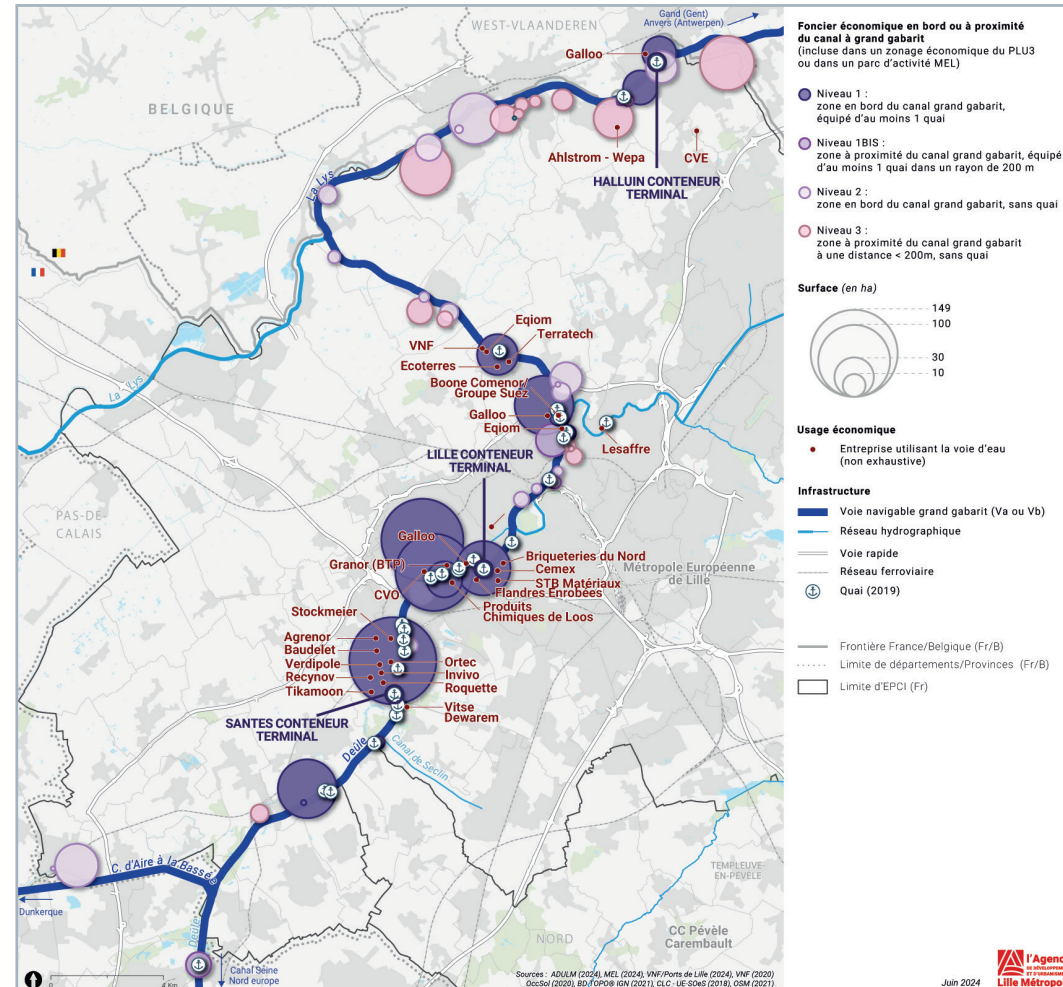 WEST-VLAANDEREN
Gand (Gent)
Anvers (Antwerpen)
Galloo
BELGIQUE
Ahlstrom - Wepa
CVE
HALLUIN CONTENEUR
TERMINAL
La Lys
Eqiom
VNF
Terratech
Ecoterres
La Lys
Boone Comenor/
Groupe Suez
Galloo
Eqiom
Lesaffre
LILLE CONTENEUR
TERMINAL
PAS-DE-
CALAIS
Galloo
Granor (BTP)
Briqueteries du Nord
Métropole Européenne
de Lille
Cemex
STB Matériaux
CVO
Flandres Enrobées
Produits
Chimiques de Loos
Stockmeier
Agrenor
Baudelet
Verdipole
Ortec
Recynov
Invivo
Tikamoon
Roquette
Vitse
Dewarem
SANTES CONTENEUR
TERMINAL
Deûle
Canal de Seclin
C. d'Aire à la Bassée
Dunkerque
Deûle
TEMPLEUVE-
EN-PÉVÈLE
CC Pévèle
Carembault
NORD
Canal Seine
Nord europe
0
4 Km
Sources : ADULM (2024), MEL (2024), VNF/Ports de Lille (2024), VNF (2020)
OccSol (2020), BD TOPO® IGN (2021), CLC - UE-SOeS (2018), OSM (2021)
Foncier économique en bord ou à proximité
du canal à grand gabarit
(incluse dans un zonage économique du PLU3
ou dans un parc d'activité MEL)
Niveau 1 :
zone en bord du canal grand gabarit,
équipé d'au moins 1 quai
Niveau 1BIS :
zone à proximité du canal grand gabarit, équipé
d'au moins 1 quai dans un rayon de 200 m
Niveau 2 :
zone en bord du canal grand gabarit, sans quai
Niveau 3 :
zone à proximité du canal grand gabarit
à une distance < 200m, sans quai
Surface (en ha)
149
100
30
10
Usage économique
Entreprise utilisant la voie d'eau
(non exhaustive)
Infrastructure
Voie navigable grand gabarit (Va ou Vb)
Réseau hydrographique
Voie rapide
Réseau ferroviaire
Quai (2019)
Frontière France/Belgique (Fr/B)
Limite de départements/Provinces (Fr/B)
Limite d'EPCI (Fr)
Juin 2024
l'Agence
DE DÉVELOPPEMENT
ET D'URBANISME
Lille Métropole